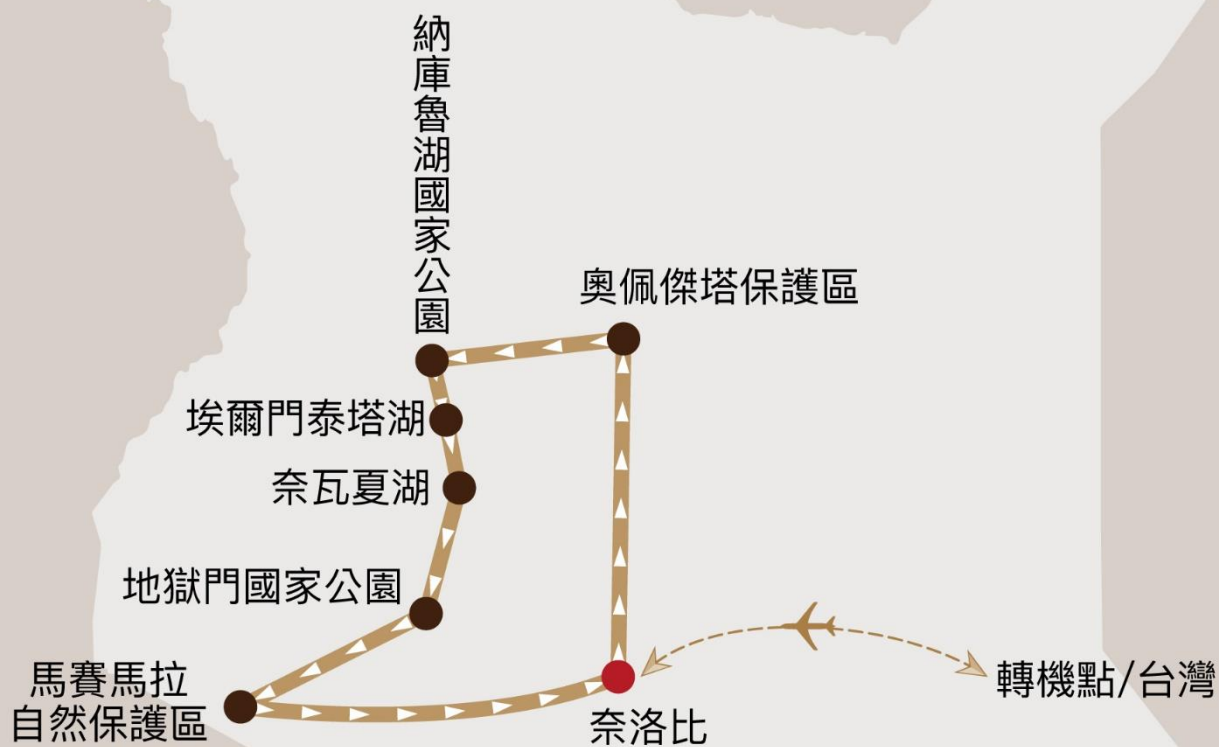 納庫魯湖國家公園
奧佩傑塔保護區
埃爾門泰塔湖
奈瓦夏湖
地獄門國家公園
馬賽馬拉
自然保護區
奈洛比
轉機點/台灣